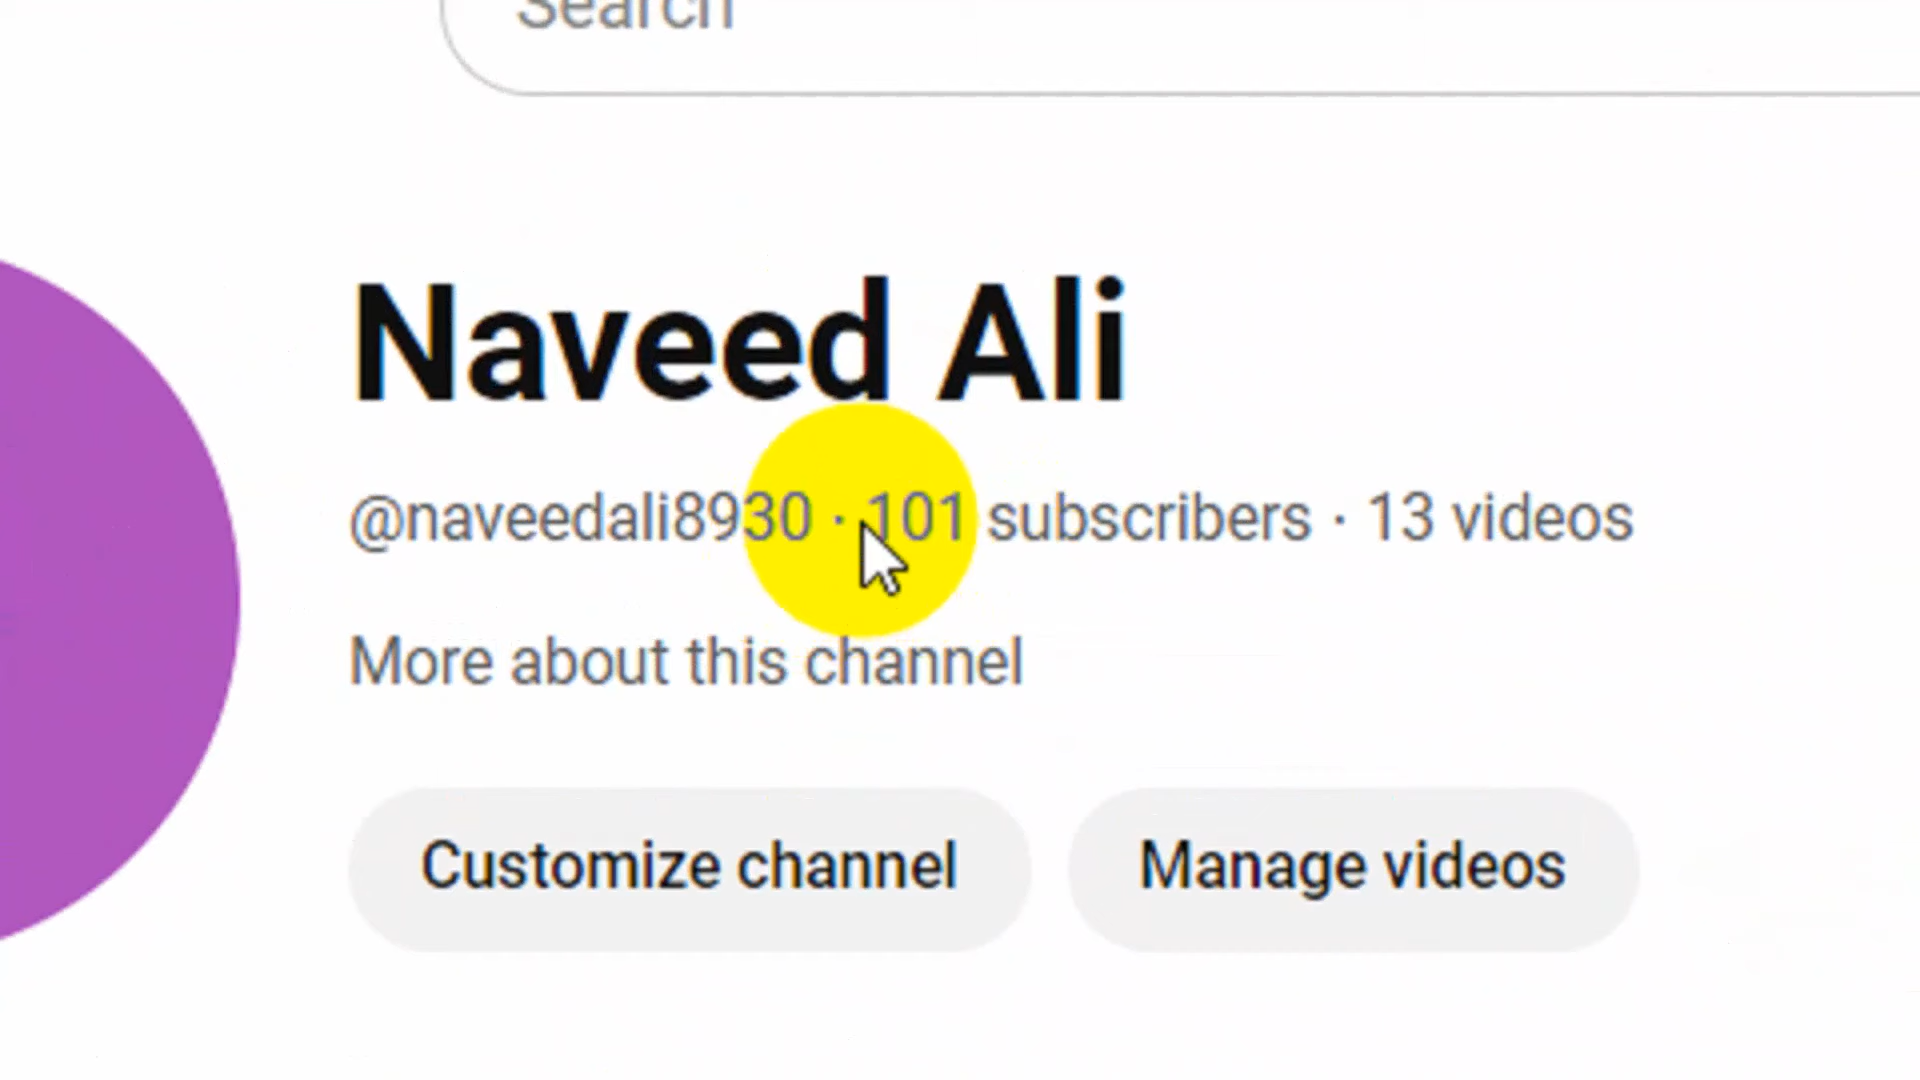 Search
Naveed Ali
@naveedali8930 · 101 subscribers · 13 videos
More about this channel
Customize channel
Manage videos